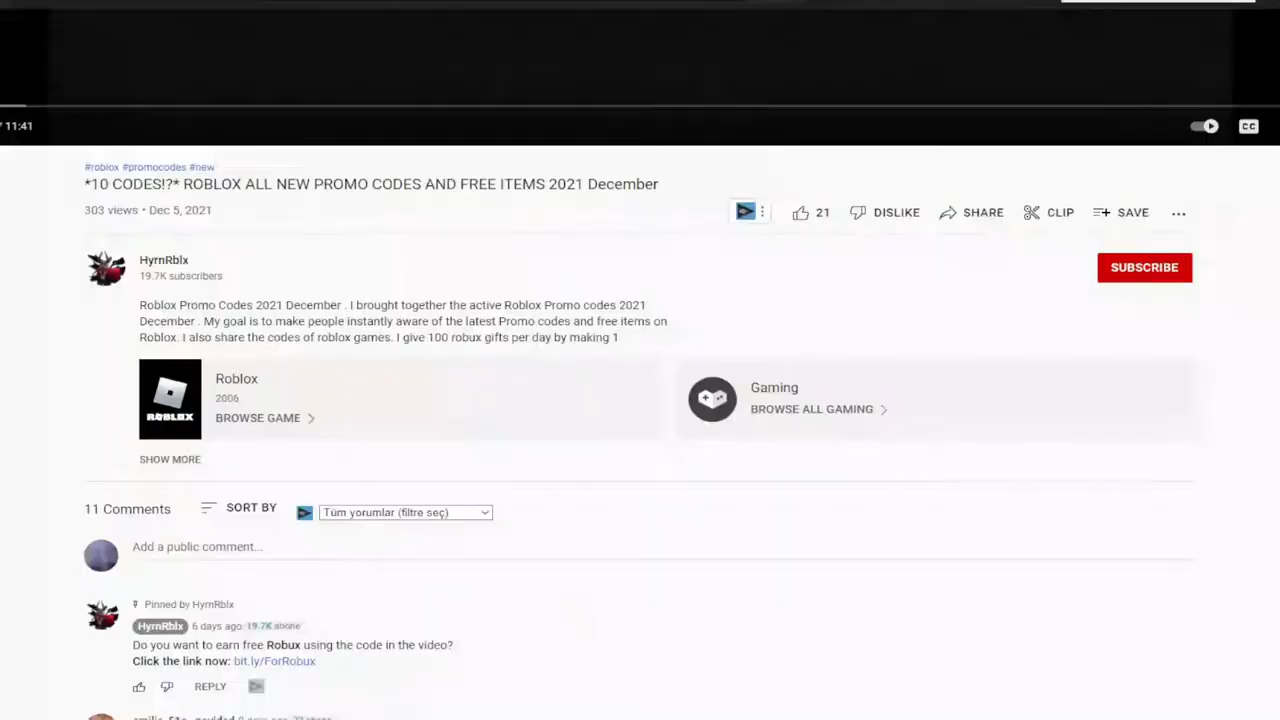 11:41
CC
#roblox #promocodes #new
*10 CODES!?* ROBLOX ALL NEW PROMO CODES AND FREE ITEMS 2021 December
303 views • Dec 5, 2021
21 DISLIKE SHARE CLIP SAVE ...
HyrnRblx
19.7K subscribers
SUBSCRIBE
Roblox Promo Codes 2021 December . I brought together the active Roblox Promo codes 2021
December . My goal is to make people instantly aware of the latest Promo codes and free items on
Roblox. I also share the codes of roblox games. I give 100 robux gifts per day by making 1
ROBLOX
Roblox
2006
BROWSE GAME
Gaming
BROWSE ALL GAMING
SHOW MORE
11 Comments SORT BY Tüm yorumlar (filtre seç)
Add a public comment...
Pinned by HyrnRblx
HyrnRblx 6 days ago 19.7K abone
Do you want to earn free Robux using the code in the video?
Click the link now: bit.ly/ForRobux
REPLY